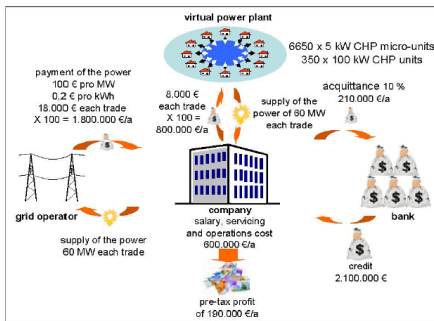 virtual power plant
6650 x 5 kW CHP micro-units
350 x 100 kW CHP units
payment of the power
100 € pro MW
0,2 € pro kWh
18.000 € each trade
X 100 = 1.800.000 €/a
8.000 €
each trade
X 100 =
800.000 €/a
supply of the
power of 60 MW
each trade
acquittance 10 %
210.000 €/a
grid operator
supply of the power
60 MW each trade
company
salary, servicing
and operations cost
600.000 €/a
bank
credit
2.100.000 €
pre-tax profit
of 190.000 €/a
$
$
$
$
$
$
$
$
$